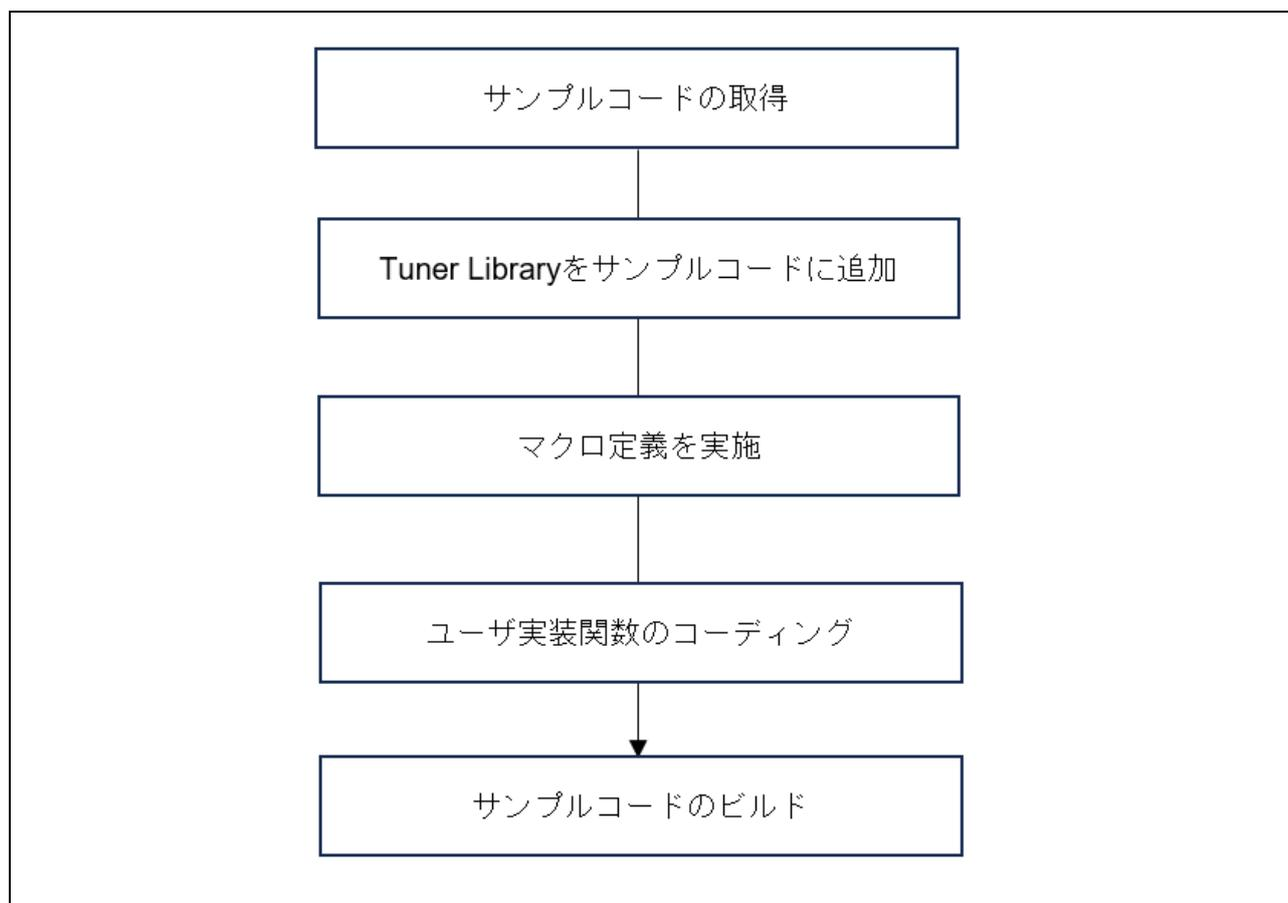 サンプルコードの取得
Tuner Libraryをサンプルコードに追加
マクロ定義を実施
ユーザ実装関数のコーディング
サンプルコードのビルド